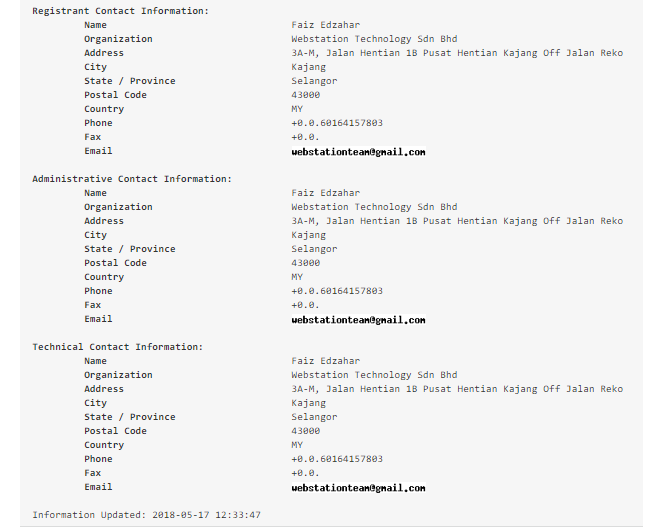 Registrant Contact Information:
Name Faiz Edzahar
Organization Webstation Technology Sdn Bhd
Address 3A-M, Jalan Hentian 1B Pusat Hentian Kajang Off Jalan Reko
City Kajang
State / Province Selangor
Postal Code 43000
Country MY
Phone +0.0.60164157803
Fax +0.0.
Email webstationteam@gmail.com
Administrative Contact Information:
Name Faiz Edzahar
Organization Webstation Technology Sdn Bhd
Address 3A-M, Jalan Hentian 1B Pusat Hentian Kajang Off Jalan Reko
City Kajang
State / Province Selangor
Postal Code 43000
Country MY
Phone +0.0.60164157803
Fax +0.0.
Email webstationteam@gmail.com
Technical Contact Information:
Name Faiz Edzahar
Organization Webstation Technology Sdn Bhd
Address 3A-M, Jalan Hentian 1B Pusat Hentian Kajang Off Jalan Reko
City Kajang
State / Province Selangor
Postal Code 43000
Country MY
Phone +0.0.60164157803
Fax +0.0.
Email webstationteam@gmail.com
Information Updated: 2018-05-17 12:33:47